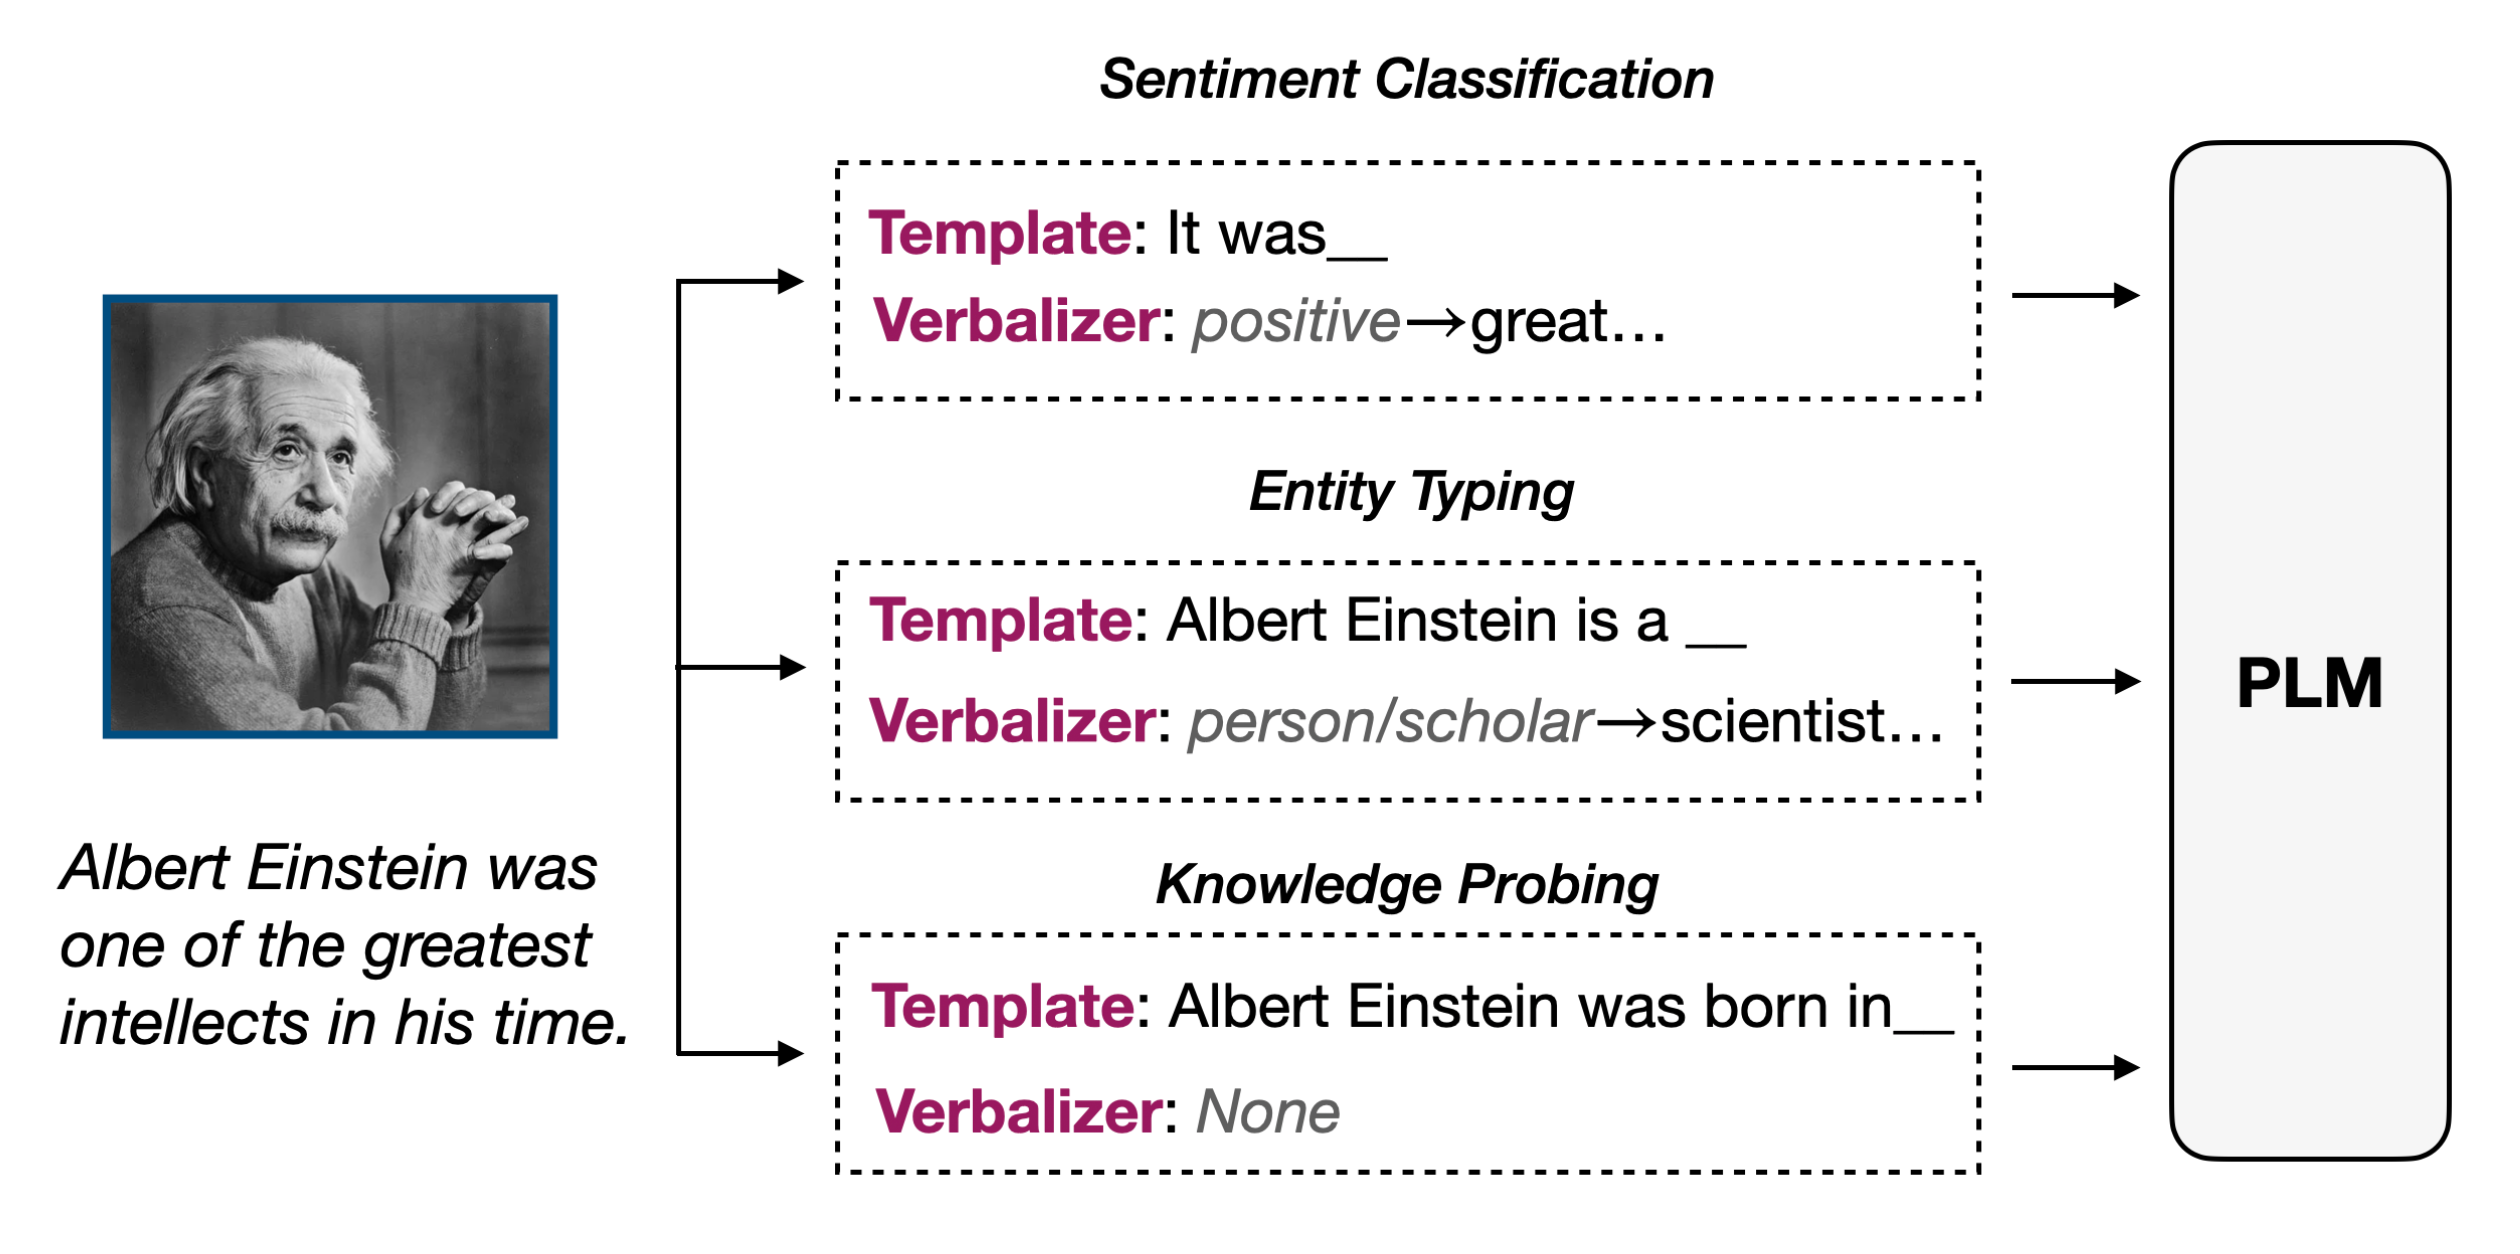 Sentiment Classification
Template: It was__
Verbalizer: positive→great…
Entity Typing
Template: Albert Einstein is a __
Verbalizer: person/scholar→scientist…
Knowledge Probing
Template: Albert Einstein was born in__
Verbalizer: None
Albert Einstein was
one of the greatest
intellects in his time.
PLM